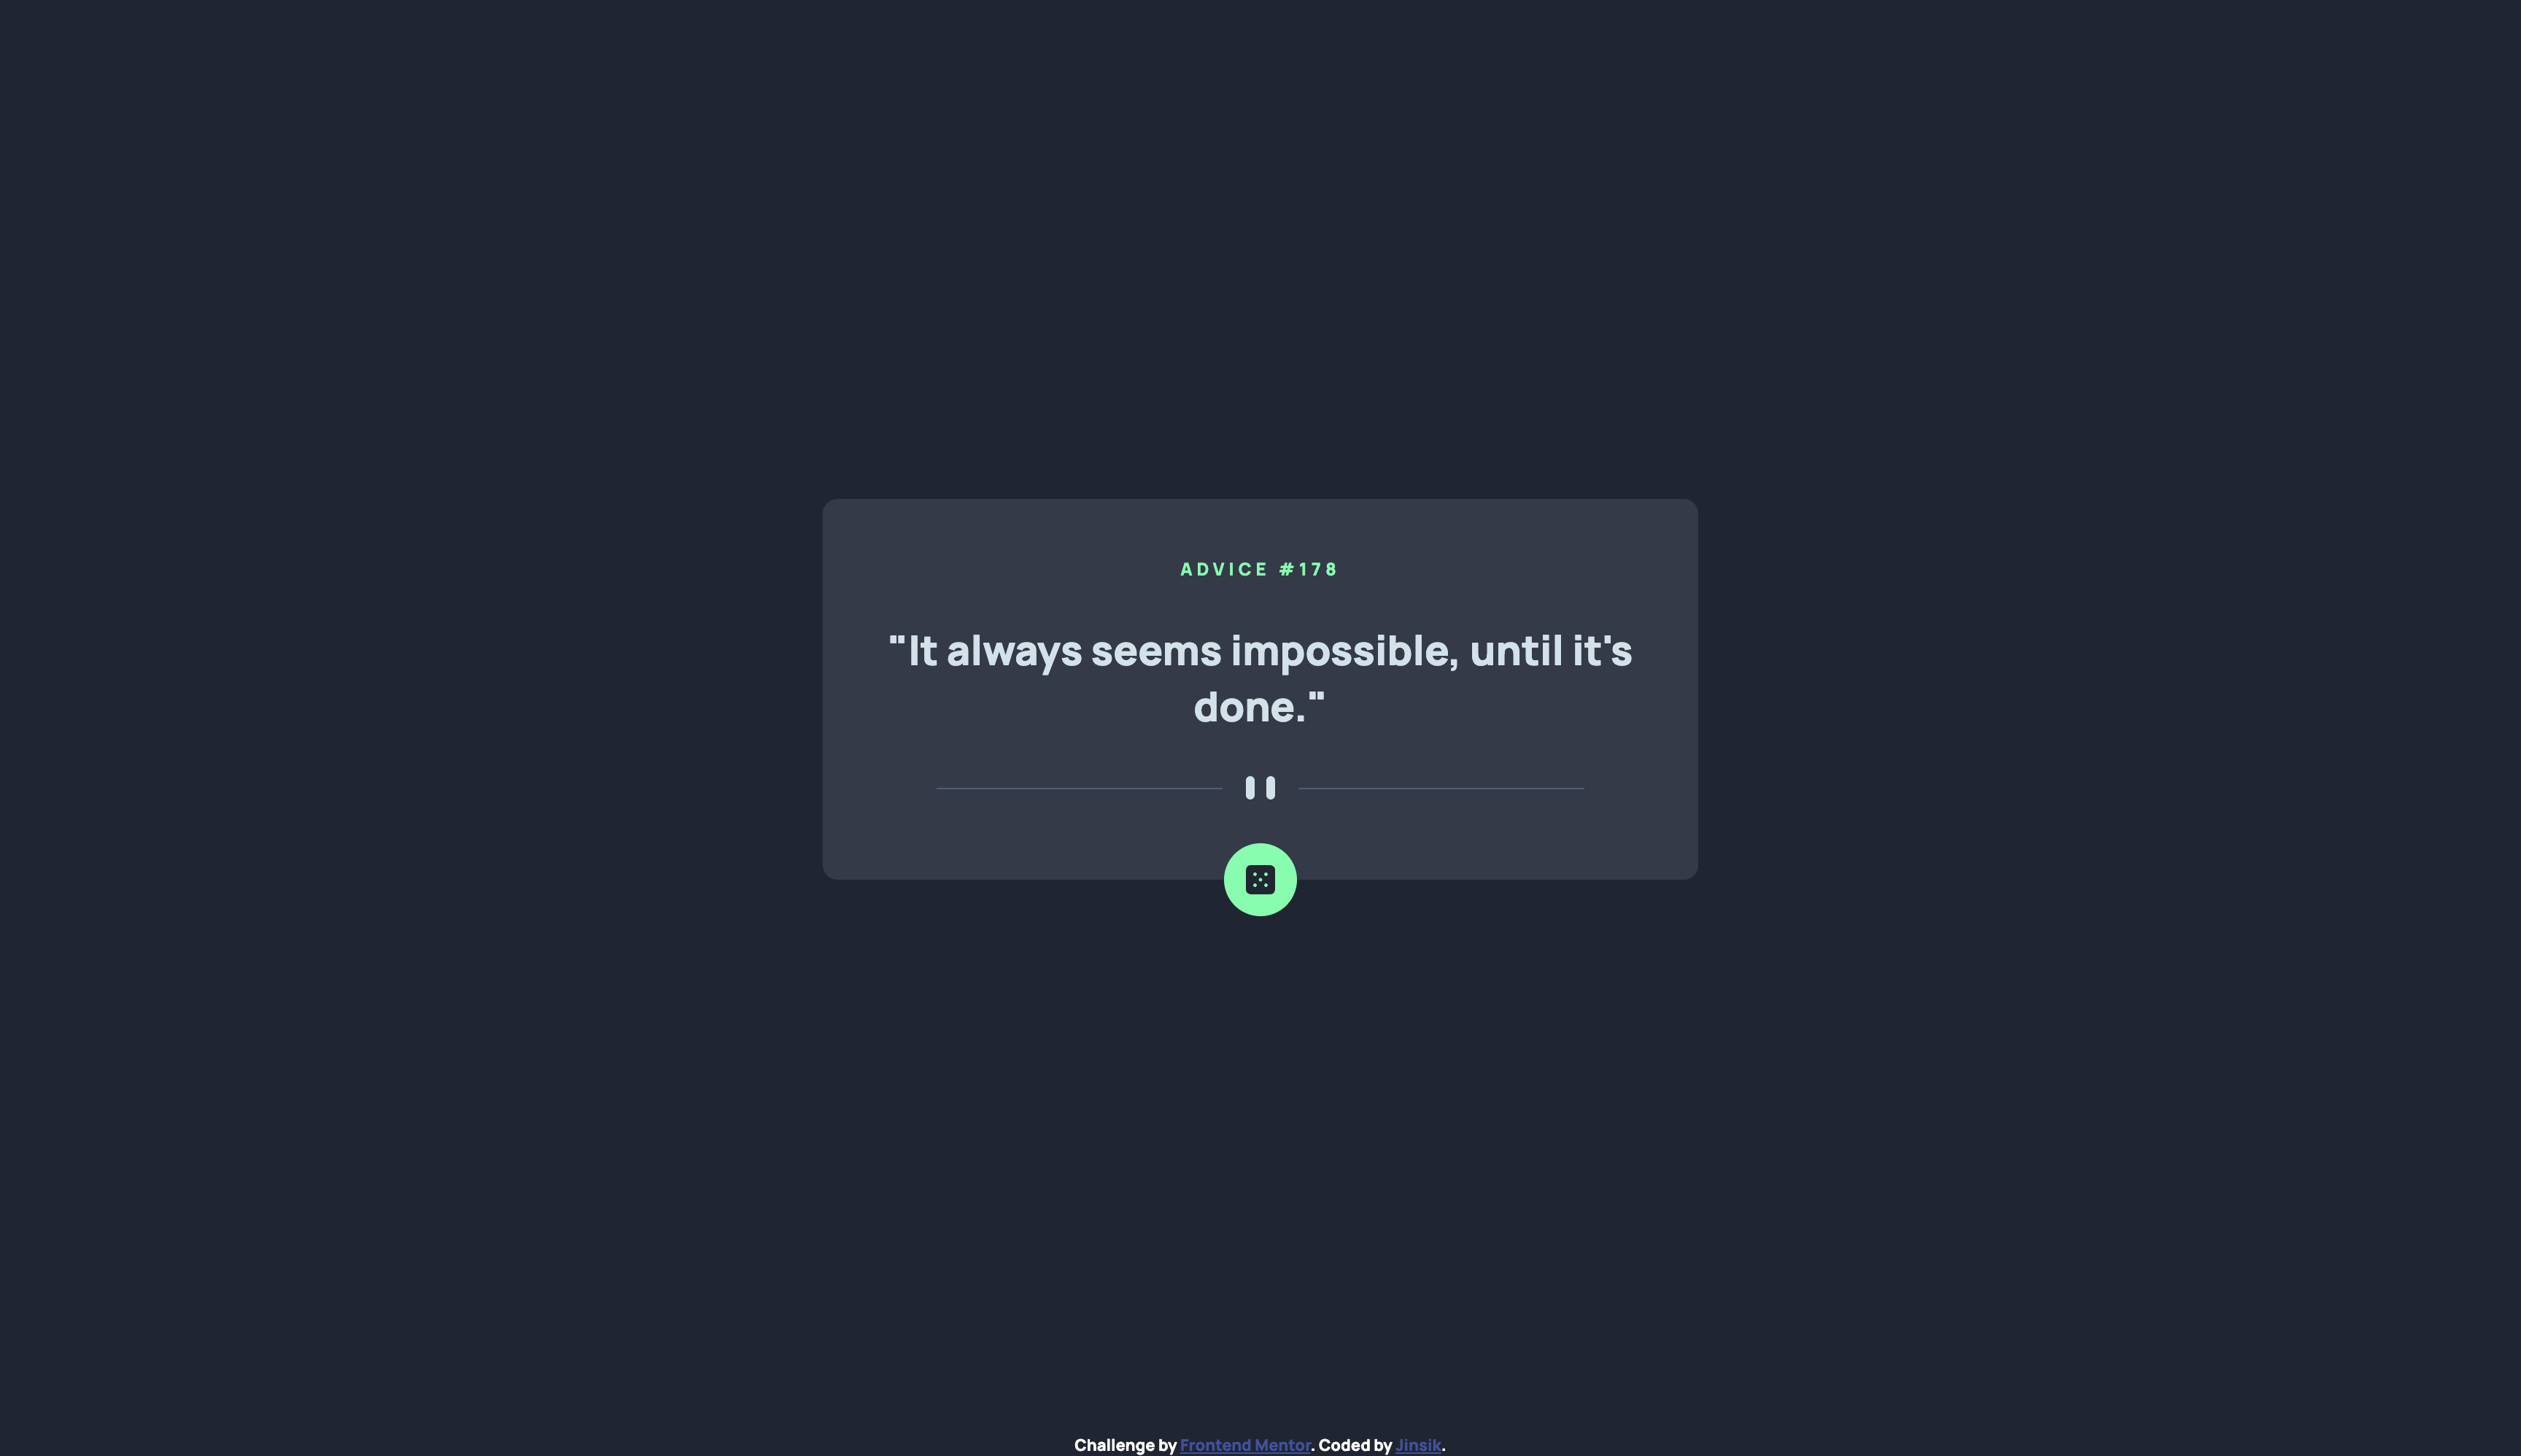 ADVICE #178
"It always seems impossible, until it's
done."
Challenge by Frontend Mentor. Coded by Jinsik.